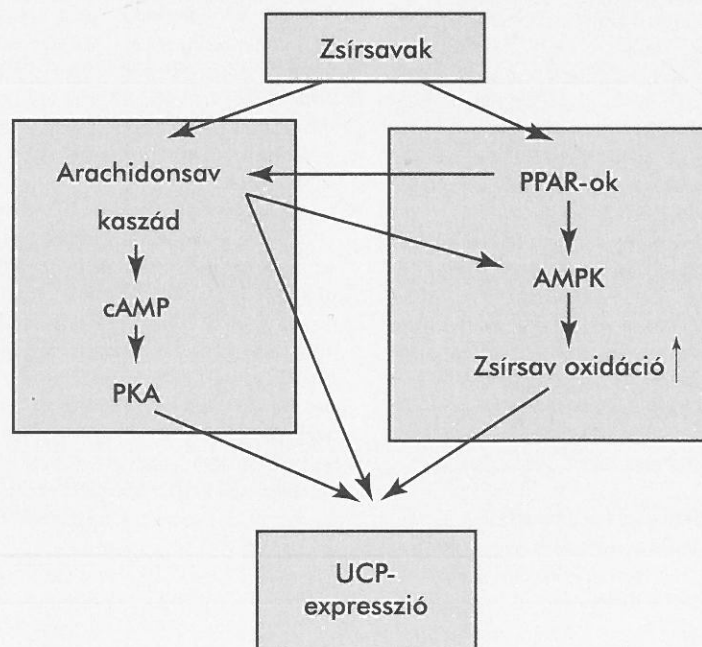 Zsírsavak
Arachidonsav
kaszád
cAMP
PKA
PPAR-ok
AMPK
Zsírsav oxidáció
UCP-
expresszió